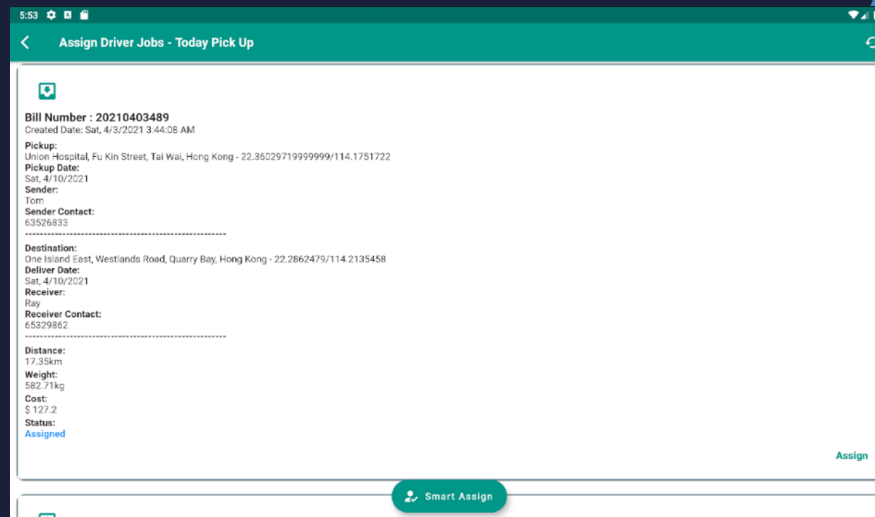 5:53
Assign Driver Jobs - Today Pick Up
Bill Number : 20210403489
Created Date: Sat, 4/3/2021 3:44:08 AM
Pickup:
Union Hospital, Fu Kin Street, Tai Wai, Hong Kong - 22.36029719999999/114.1751722
Pickup Date:
Sat, 4/10/2021
Sender:
Tom
Sender Contact:
63526833
------------------------------------------------------
Destination:
One Island East, Westlands Road, Quarry Bay, Hong Kong - 22.2862479/114.2135458
Deliver Date:
Sat, 4/10/2021
Receiver:
Ray
Receiver Contact:
65329862
------------------------------------------------------
Distance:
17.35km
Weight:
582.71kg
Cost:
$ 127.2
Status:
Assigned
Assign
Smart Assign